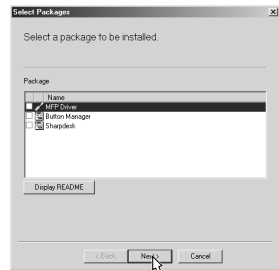 Select Packages
Select a package to be installed.
Package
Name
MFP Driver
Button Manager
Sharpdesk
Display README
< Back
Next >
Cancel